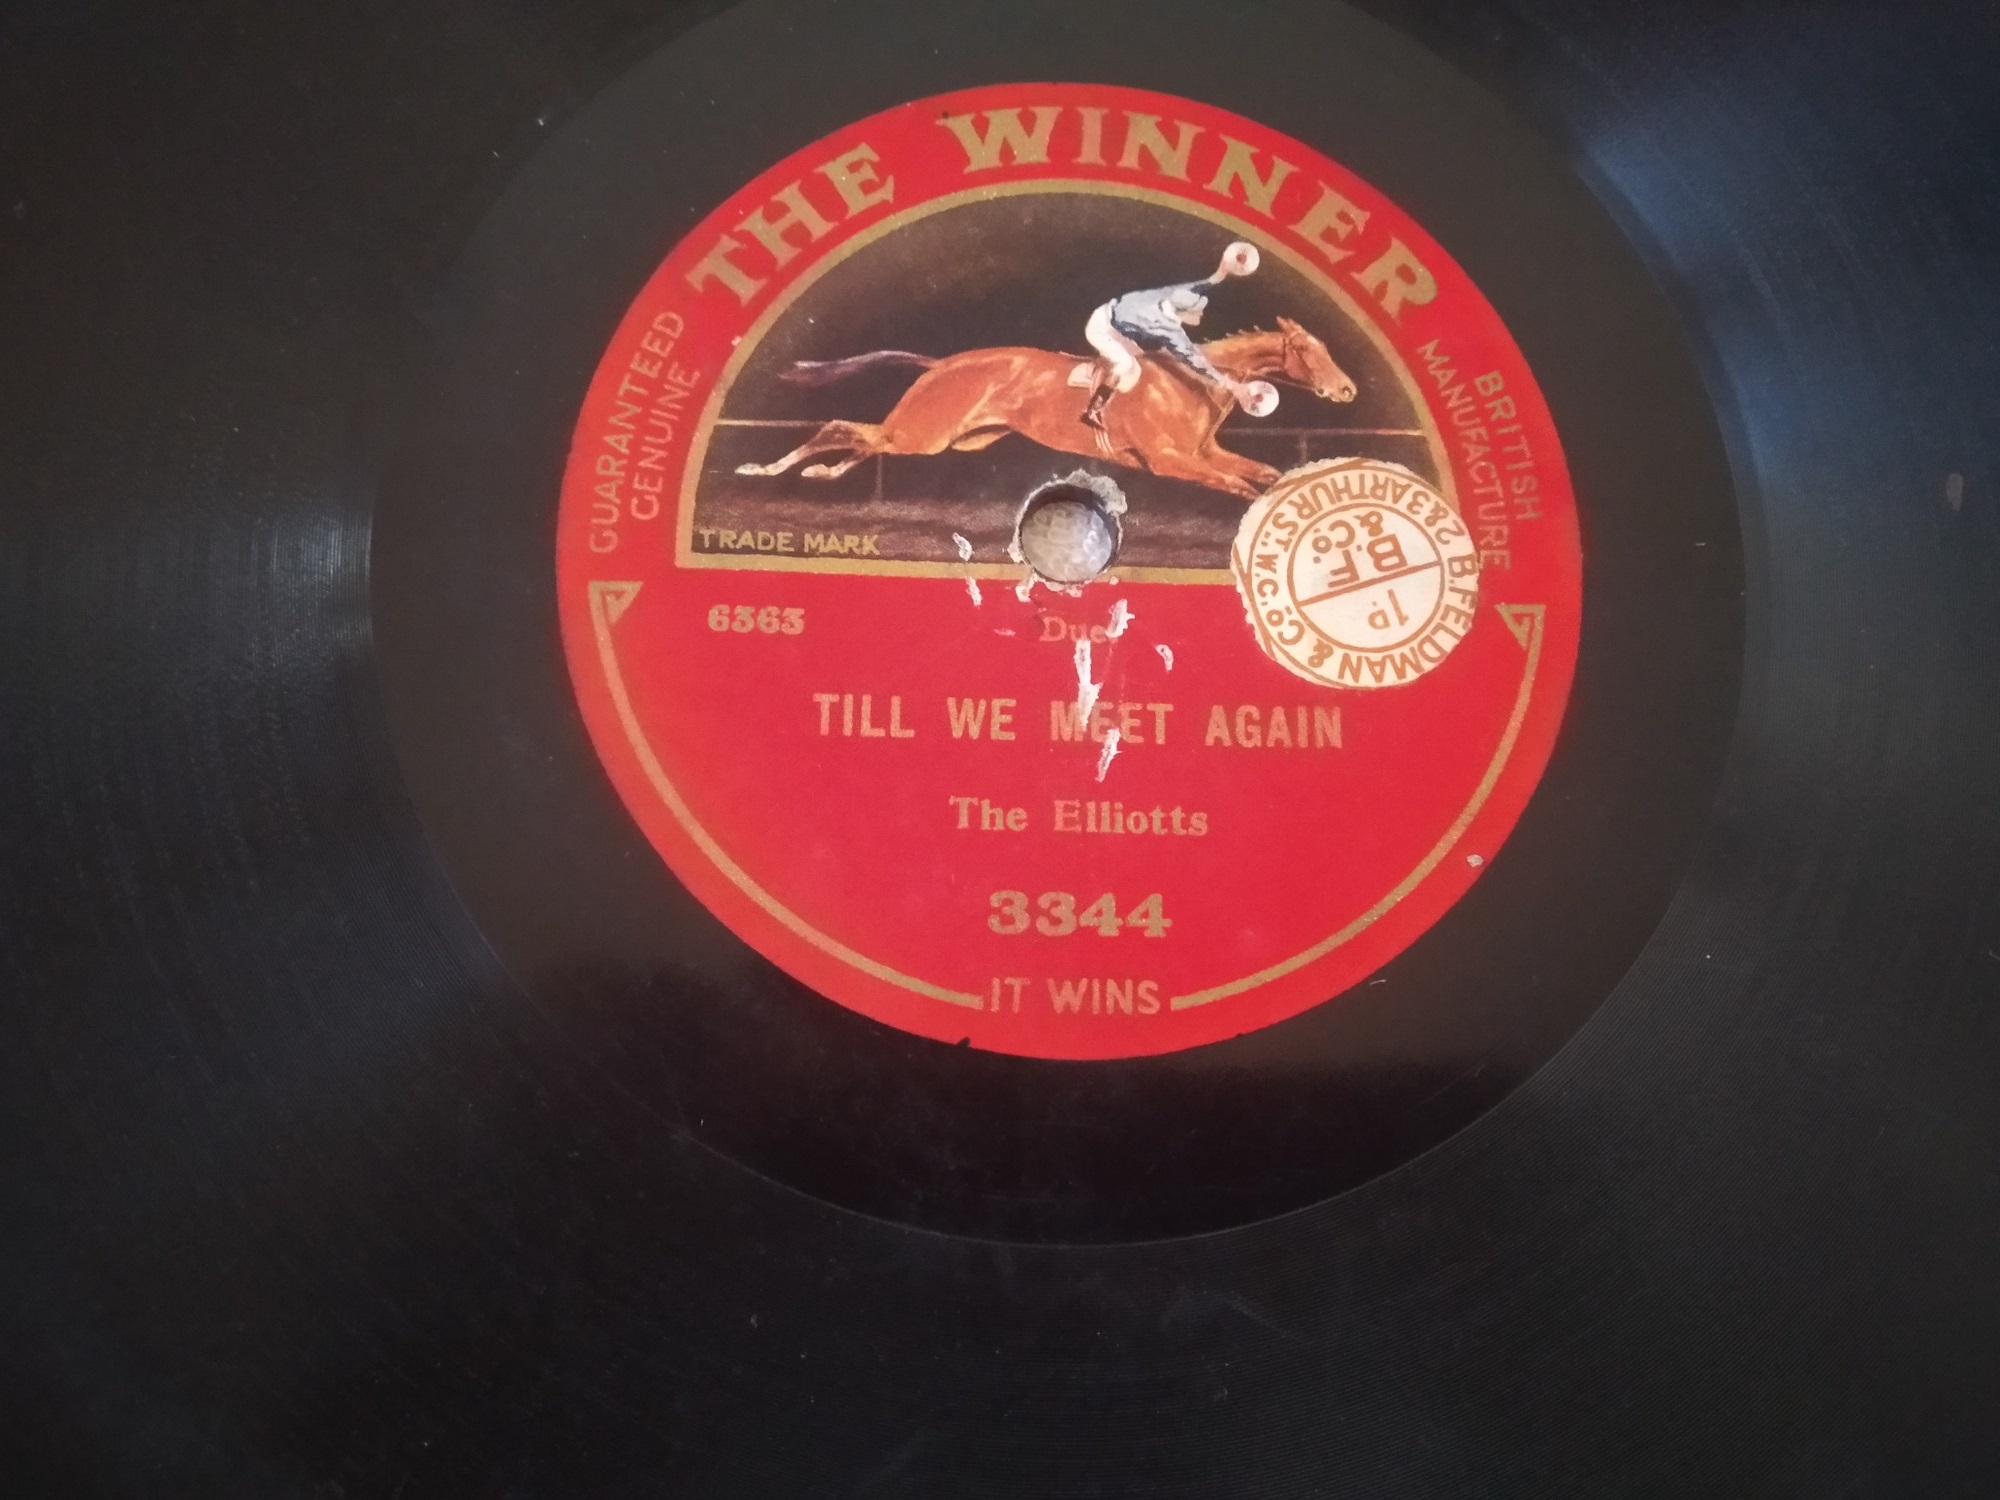 THE WINNER
GUARANTEED
GENUINE
BRITISH
MANUFACTURE
TRADE MARK
B. FELDMAN & CO.
2 & 3 ARTHUR ST., W.C.
1D.
B.F. & Co.
6363
Duet
TILL WE MEET AGAIN
The Elliotts
3344
IT WINS